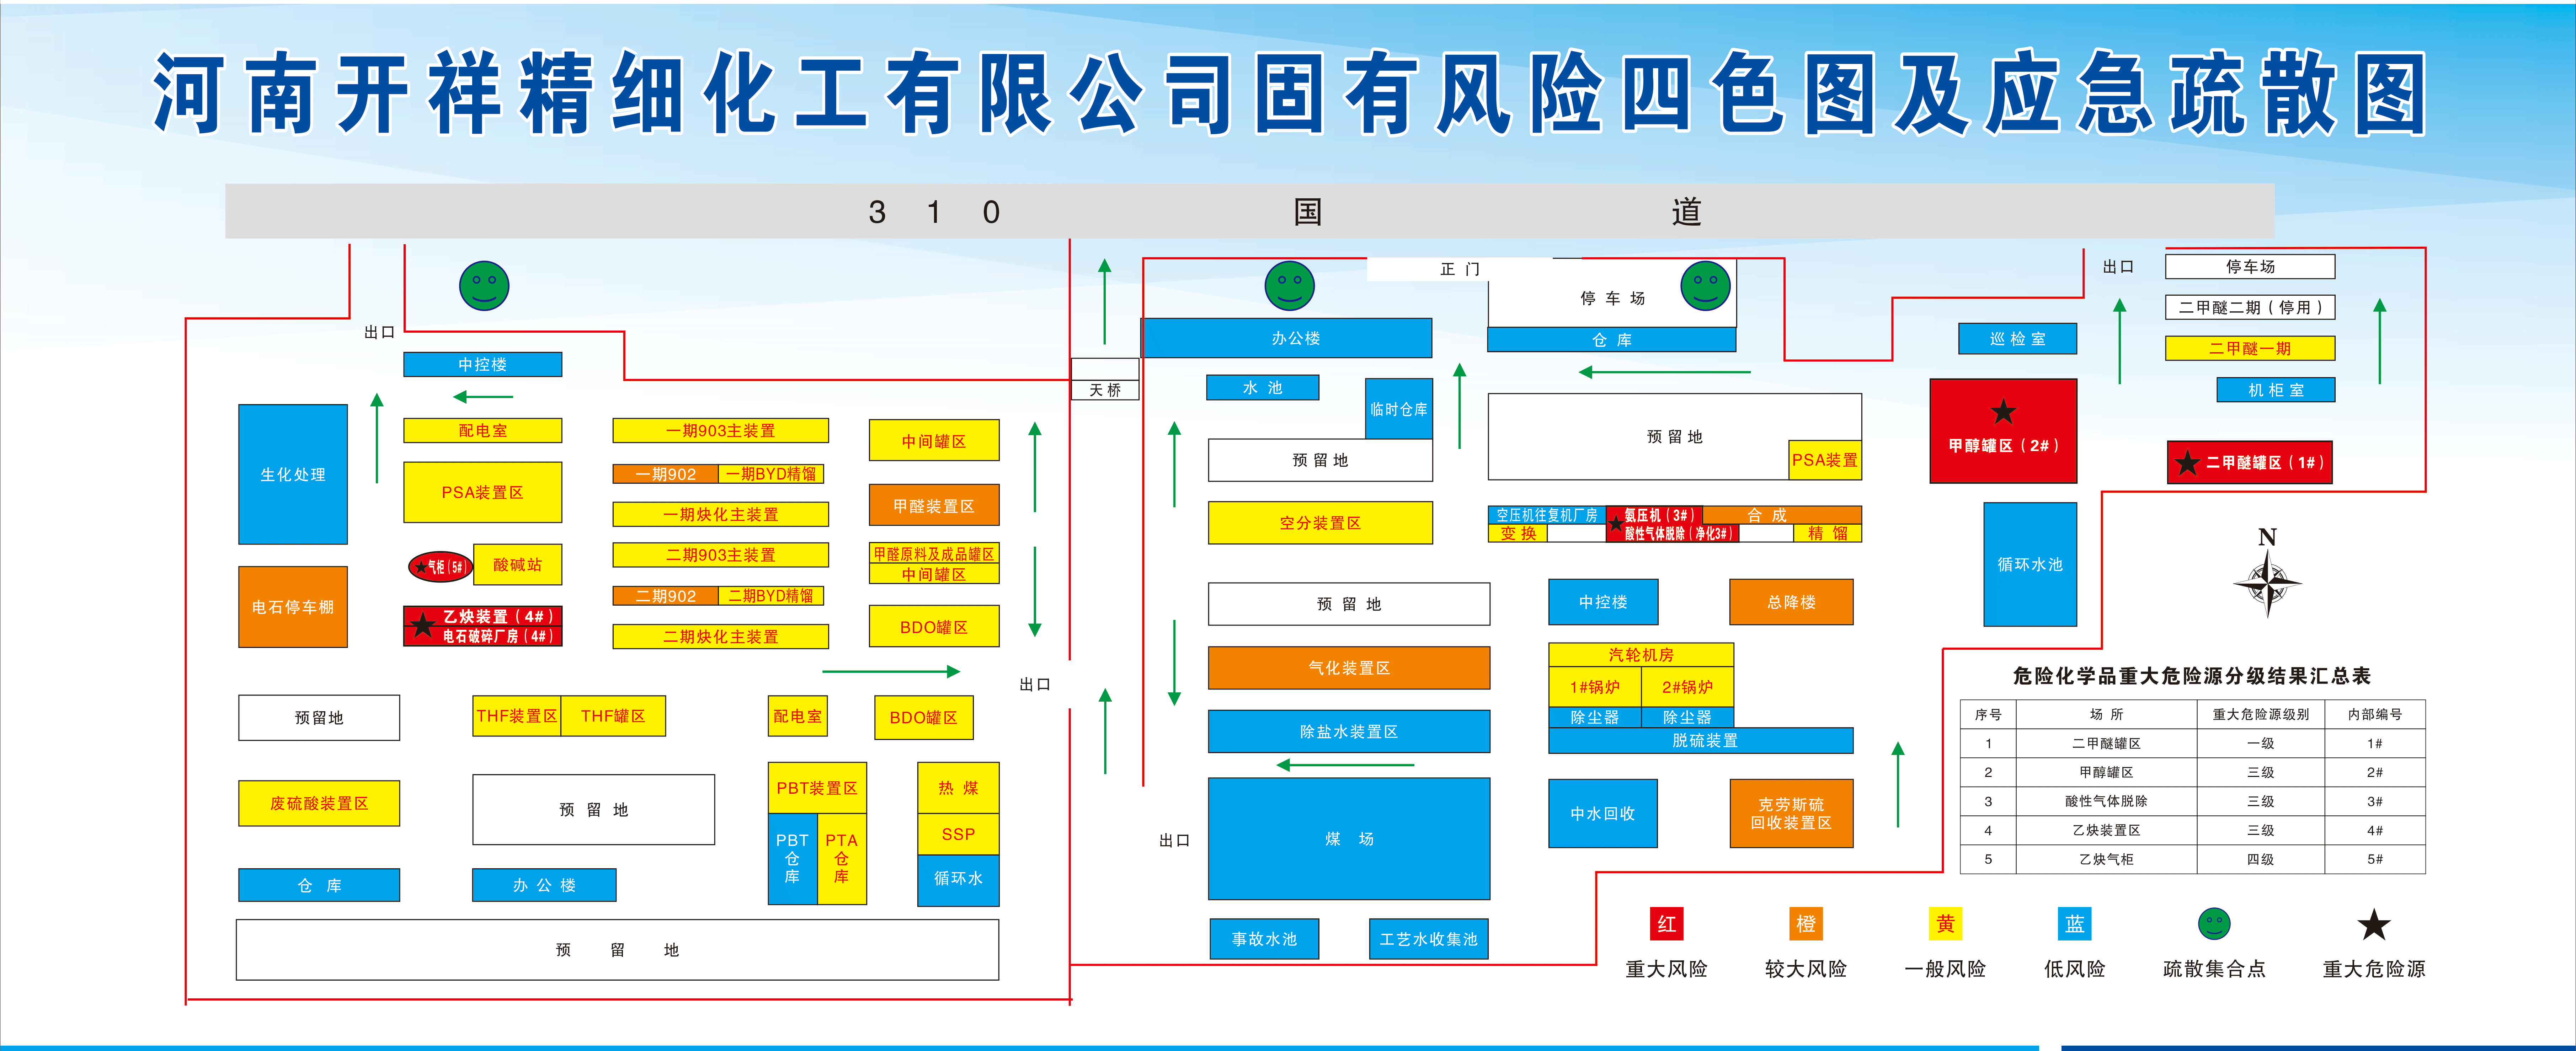 河南开祥精细化工有限公司固有风险四色图及应急疏散图
310 国 道
出口
中控楼
生化处理
配电室
PSA装置区
气柜（5#）
酸碱站
电石停车棚
乙炔装置（4#）
电石破碎厂房（4#）
一期903主装置
一期902
一期BYD精馏
一期炔化主装置
二期903主装置
二期902
二期BYD精馏
二期炔化主装置
中间罐区
甲醛装置区
甲醛原料及成品罐区
中间罐区
BDO罐区
出口
预留地
THF装置区
THF罐区
配电室
BDO罐区
废硫酸装置区
预 留 地
PBT装置区
PBT
仓
库
PTA
仓
库
热 煤
SSP
循环水
仓 库
办 公 楼
预 留 地
天 桥
正 门
停 车 场
办公楼
仓 库
水 池
临时仓库
预 留 地
空分装置区
预 留 地
PSA装置
空压机往复机厂房
氨压机（3#）
合 成
变 换
酸性气体脱除（净化3#）
精 馏
预 留 地
中控楼
总降楼
气化装置区
汽轮机房
1#锅炉
2#锅炉
除尘器
除尘器
除盐水装置区
脱硫装置
出口
煤 场
中水回收
克劳斯硫
回收装置区
事故水池
工艺水收集池
出口
停车场
二甲醚二期（停用）
巡检室
二甲醚一期
机 柜 室
甲醇罐区（2#）
二甲醚罐区（1#）
循环水池
N
危险化学品重大危险源分级结果汇总表
序号 场 所 重大危险源级别 内部编号
1 二甲醚罐区 一级 1#
2 甲醇罐区 三级 2#
3 酸性气体脱除 三级 3#
4 乙炔装置区 三级 4#
5 乙炔气柜 四级 5#
红 橙 黄 蓝
重大风险 较大风险 一般风险 低风险 疏散集合点 重大危险源